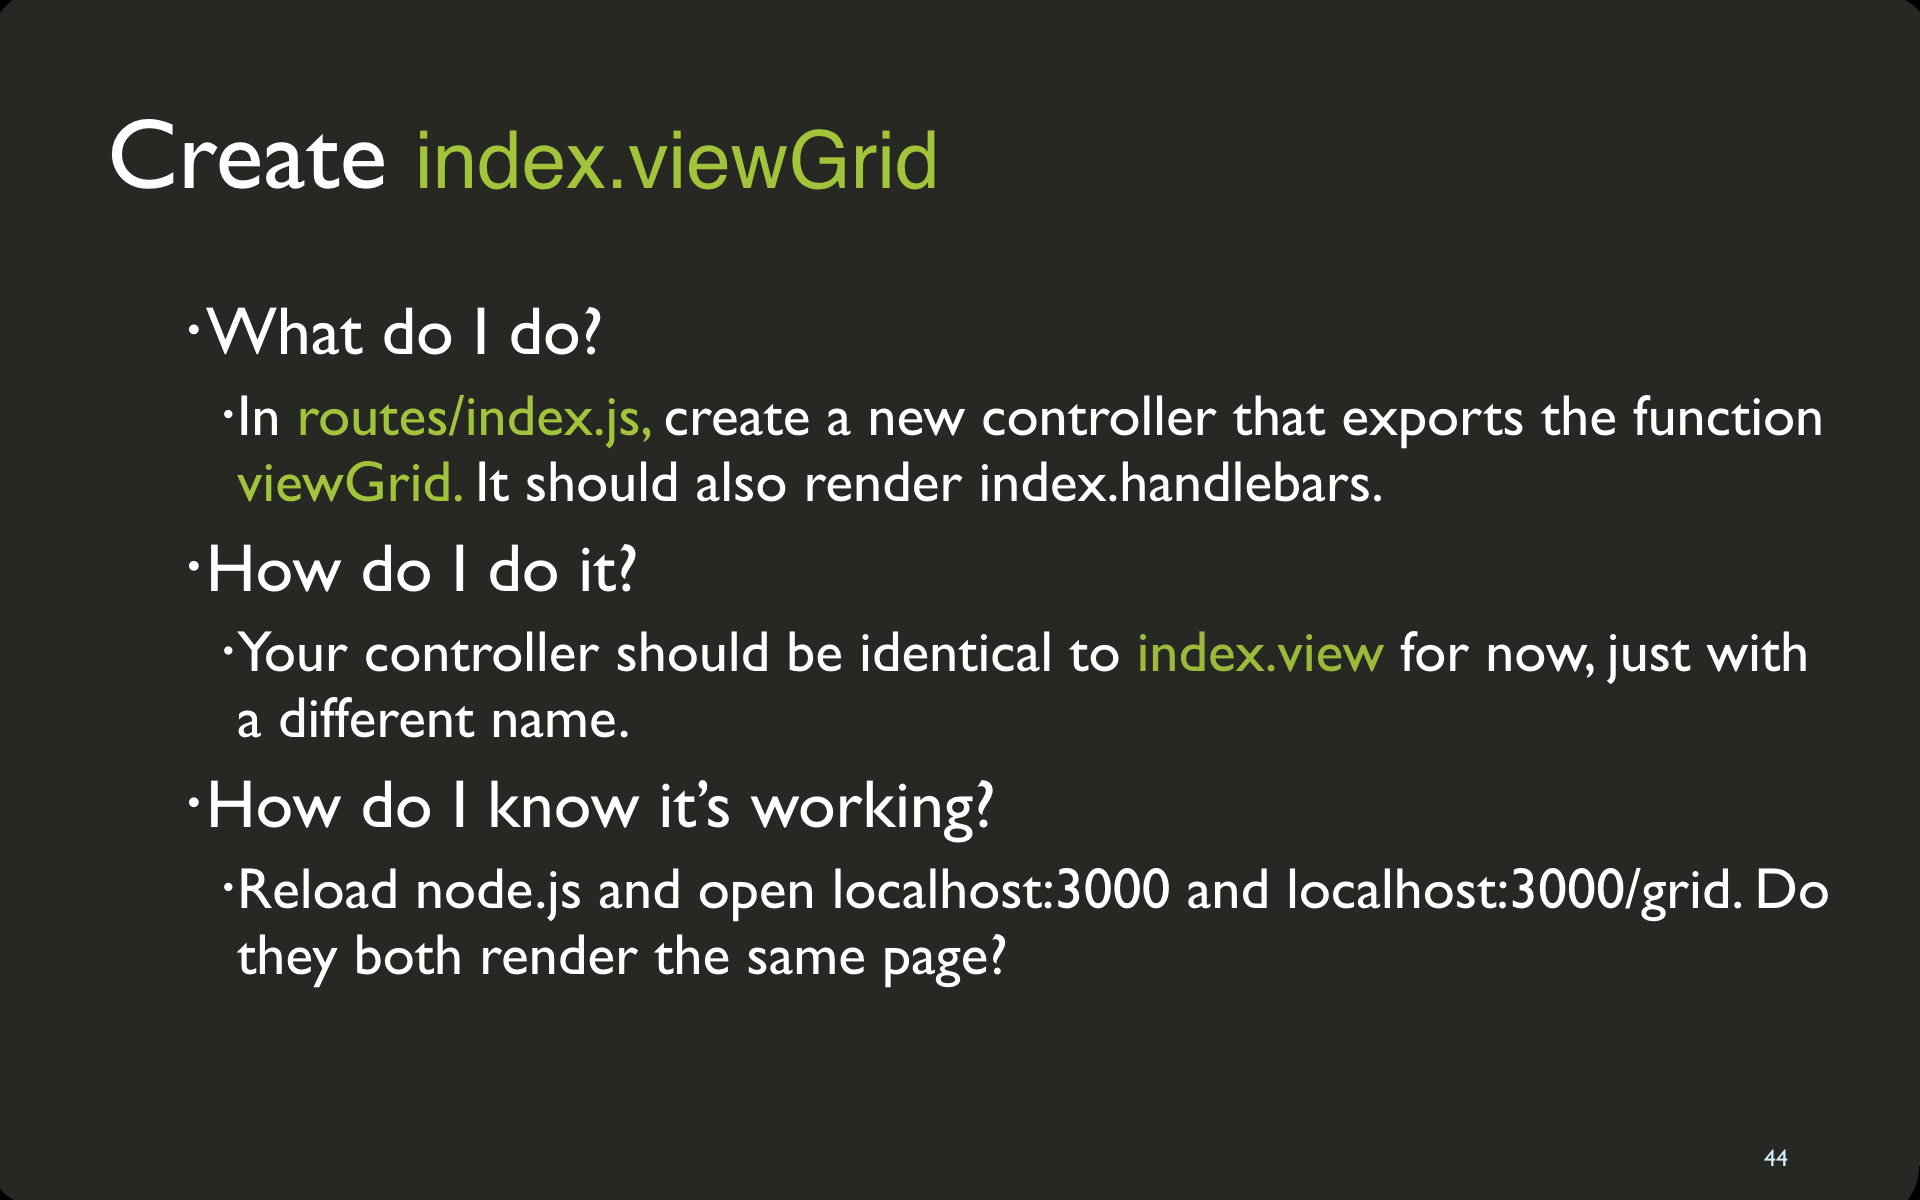 Create index.viewGrid
•What do I do?
•In routes/index.js, create a new controller that exports the function
viewGrid. It should also render index.handlebars.
•How do I do it?
•Your controller should be identical to index.view for now, just with
a different name.
•How do I know it’s working?
•Reload node.js and open localhost:3000 and localhost:3000/grid. Do
they both render the same page?
44